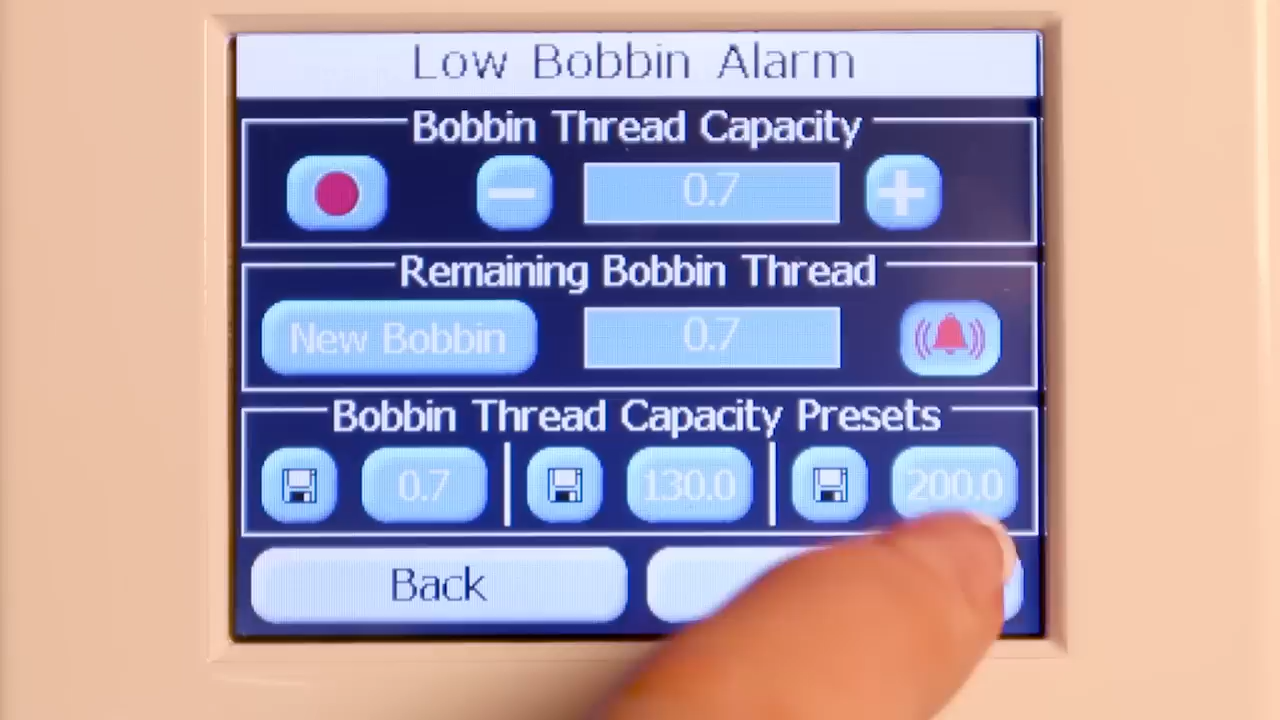 Low Bobbin Alarm
Bobbin Thread Capacity
0.7
Remaining Bobbin Thread
New Bobbin 0.7
Bobbin Thread Capacity Presets
0.7 130.0 200.0
Back